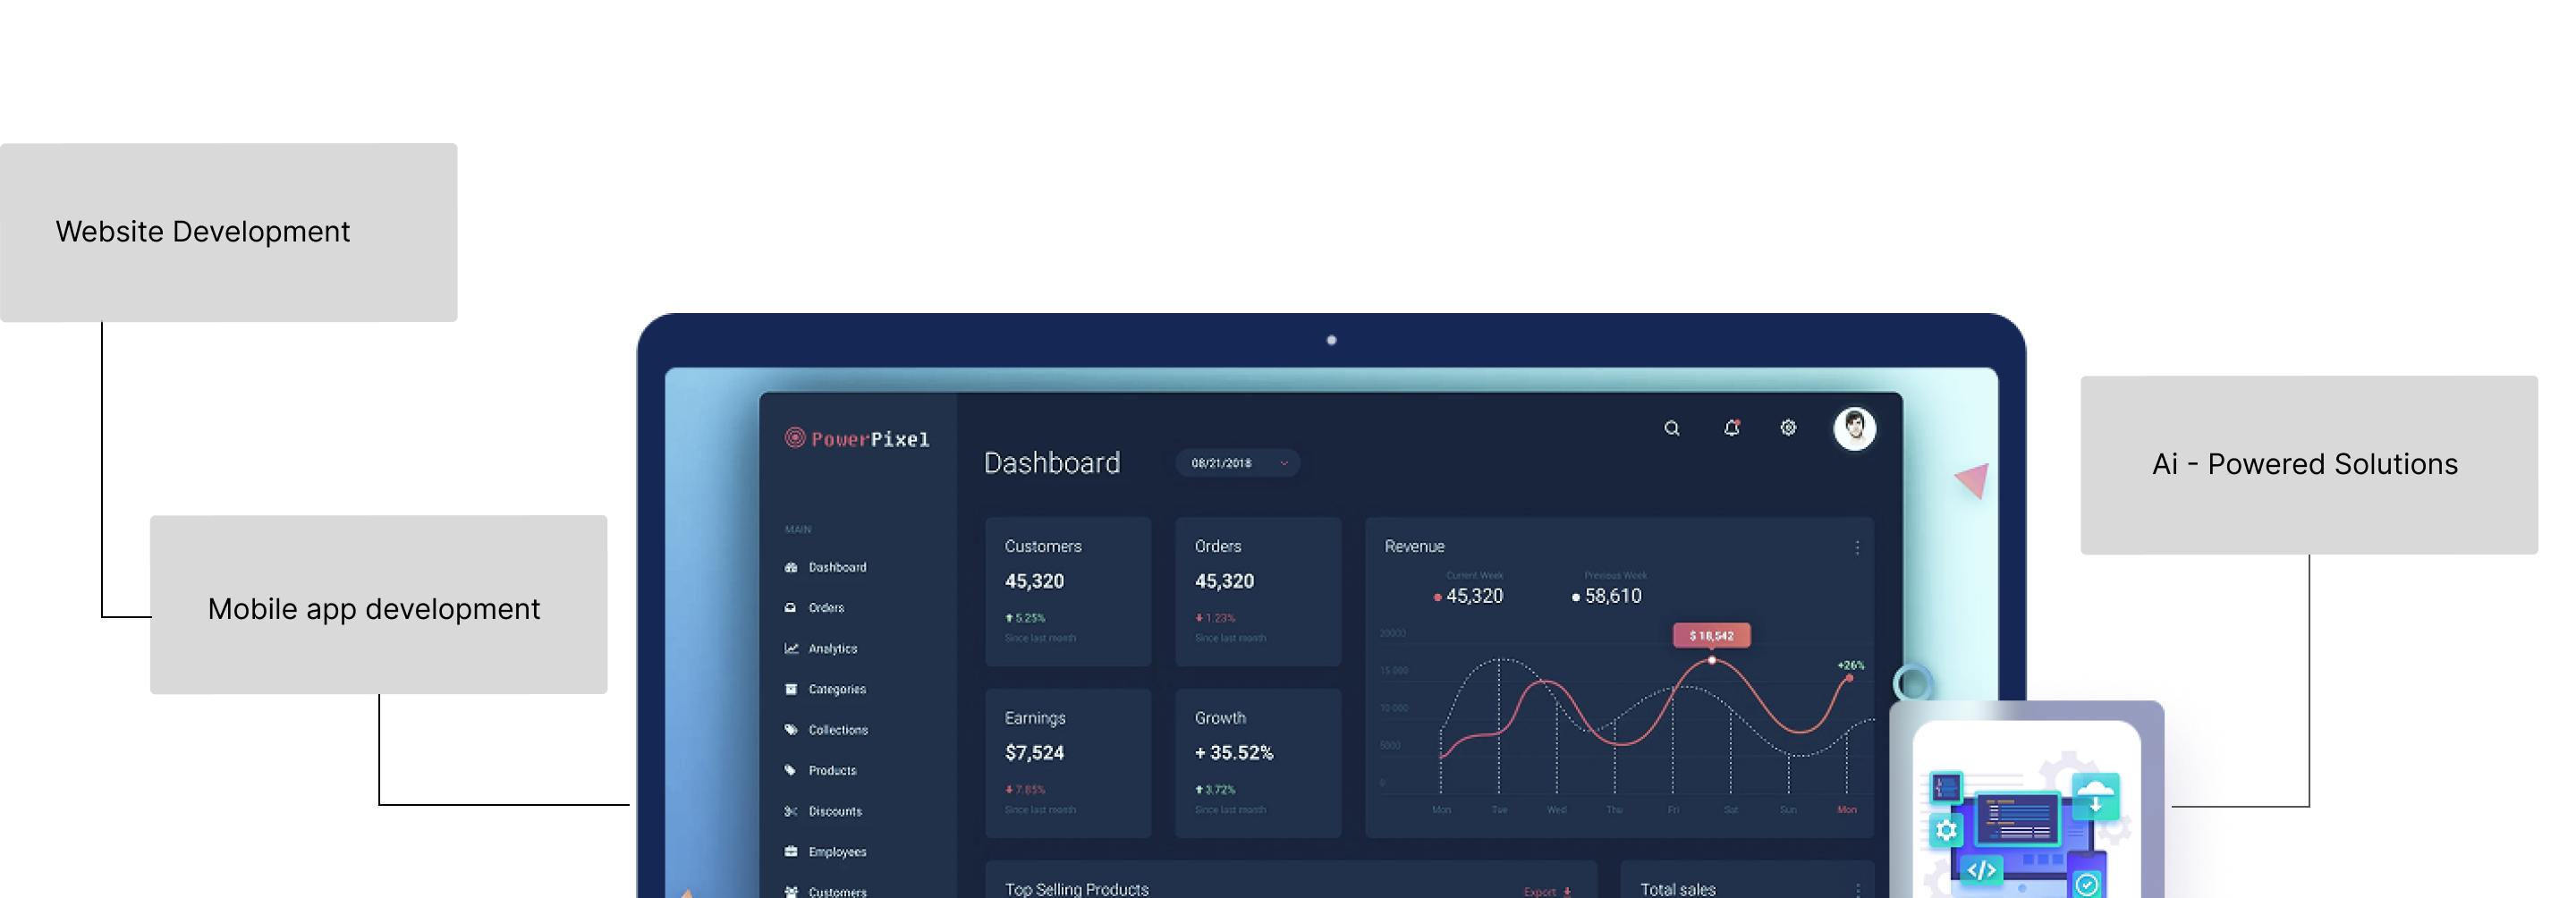 Website Development
Mobile app development
Ai - Powered Solutions
PowerPixel
Dashboard
08/21/2018
MAIN
Dashboard
Orders
Analytics
Categories
Collections
Products
Discounts
Employees
Customers
Customers
45,320
5.25%
Since last month
Orders
45,320
1.23%
Since last month
Earnings
$7,524
7.85%
Since last month
Growth
+ 35.52%
3.72%
Since last month
Revenue
Current Week
45,320
Previous Week
58,610
20000
15 000
10 000
5000
0
$ 18,542
+26%
Mon Tue Wed Thu Fri Sat Sun Mon
Top Selling Products
Export
Total sales